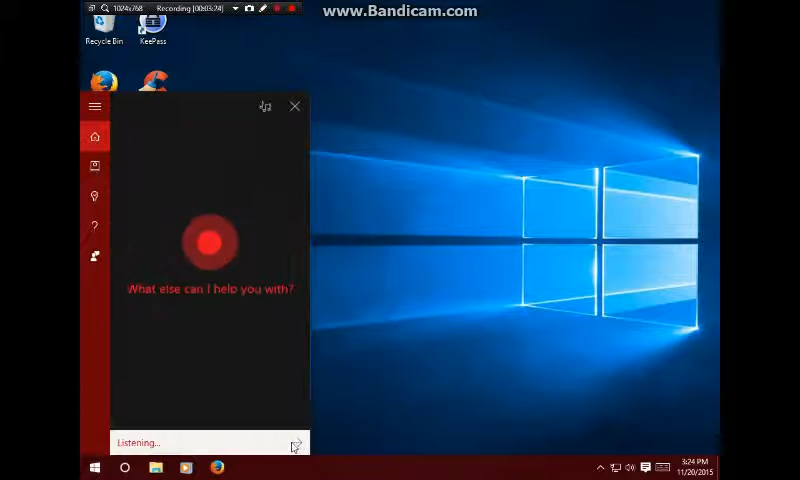 1024x768
Recording [00:03:24]
www.Bandicam.com
Recycle Bin
KeePass
What else can I help you with?
Listening...
3:24 PM
11/20/2015